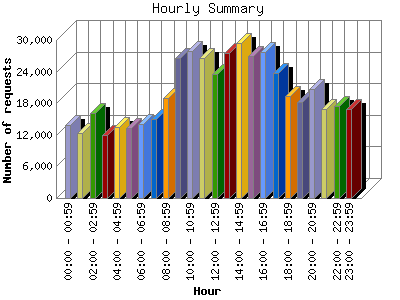 Hourly Summary
Number of requests
30,000
24,000
18,000
12,000
6,000
0
00:00 - 00:59
02:00 - 02:59
04:00 - 04:59
06:00 - 06:59
08:00 - 08:59
10:00 - 10:59
12:00 - 12:59
14:00 - 14:59
16:00 - 16:59
18:00 - 18:59
20:00 - 20:59
22:00 - 22:59
23:00 - 23:59
Hour